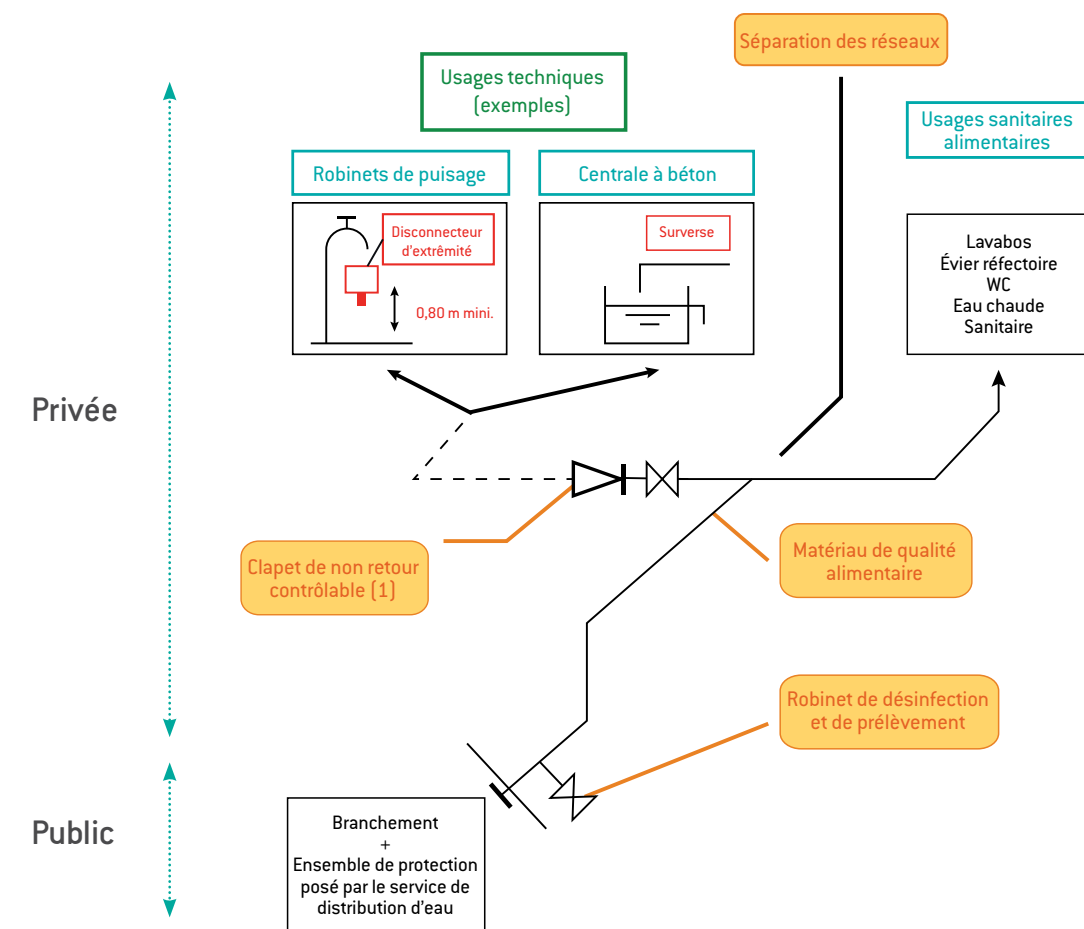 Séparation des réseaux
Usages techniques
(exemples)
Usages sanitaires
alimentaires
Robinets de puisage
Centrale à béton
Disconnecteur
d'extrêmité
0,80 m mini.
Surverse
Lavabos
Évier réfectoire
WC
Eau chaude
Sanitaire
Privée
Clapet de non retour
contrôlable (1)
Matériau de qualité
alimentaire
Robinet de désinfection
et de prélèvement
Public
Branchement
+
Ensemble de protection
posé par le service de
distribution d'eau